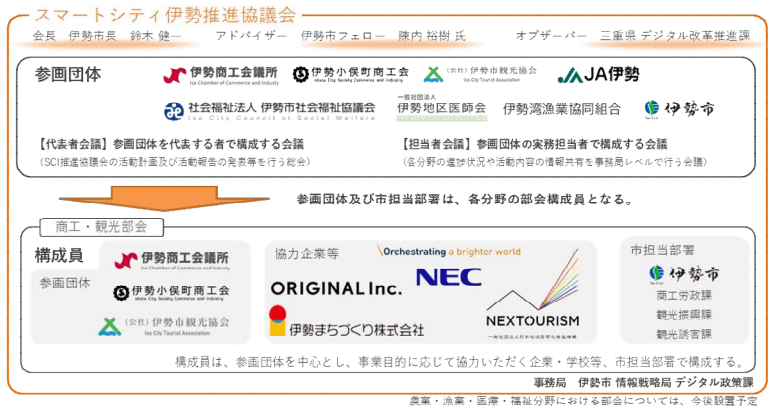 スマートシティ伊勢推進協議会
会長 伊勢市長 鈴木 健一 アドバイザー 伊勢市フェロー 陳内 裕樹 氏 オブザーバー 三重県 デジタル改革推進課
参画団体 伊勢商工会議所 伊勢小俣町商工会 (公社)伊勢市観光協会 JA伊勢
Ise Chamber of Commerce and Industry Ise City Tourist Association
社会福祉法人 伊勢市社会福祉協議会 一般社団法人 伊勢地区医師会 伊勢湾漁業協同組合 伊勢市
Ise City Council of Social Welfare
【代表者会議】参画団体を代表する者で構成する会議 【担当者会議】参画団体の実務担当者で構成する会議
(SCI推進協議会の活動計画及び活動報告の発表等を行う総会) (各分野の進捗状況や活動内容の情報共有を事務局レベルで行う会議)
参画団体及び市担当部署は、各分野の部会構成員となる。
商工・観光部会
構成員
参画団体
伊勢商工会議所
Ise Chamber of Commerce and Industry
伊勢小俣町商工会
(公社)伊勢市観光協会
Ise City Tourist Association
協力企業等
Orchestrating a brighter world
NEC
ORIGINAL Inc.
伊勢まちづくり株式会社
NEXTOURISM
市担当部署
伊勢市
商工労政課
観光振興課
観光誘客課
構成員は、参画団体を中心とし、事業目的に応じて協力いただく企業・学校等、市担当部署で構成する。
事務局 伊勢市 情報戦略局 デジタル政策課
農業・漁業・医療・福祉分野における部会については、今後設置予定